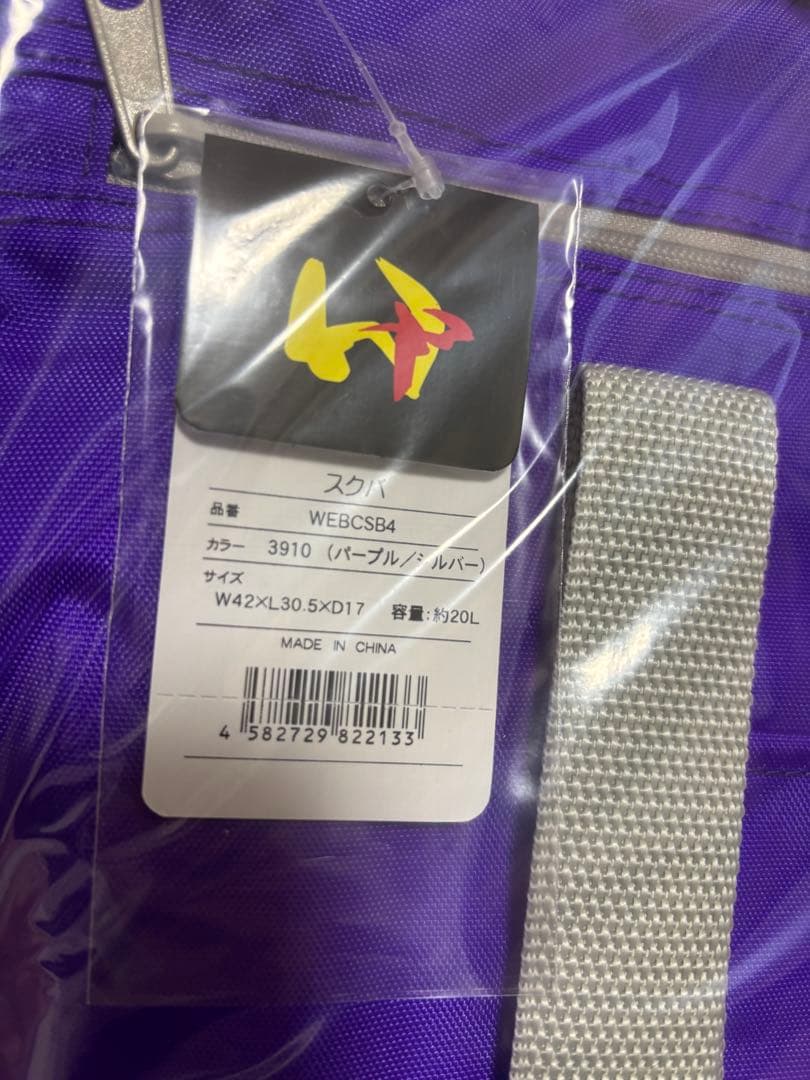 スクバ
品番 WEBCSB4
カラー 3910 (パープル／シルバー)
サイズ
W42×L30.5×D17 容量:約20L
MADE IN CHINA
4 582729 822133